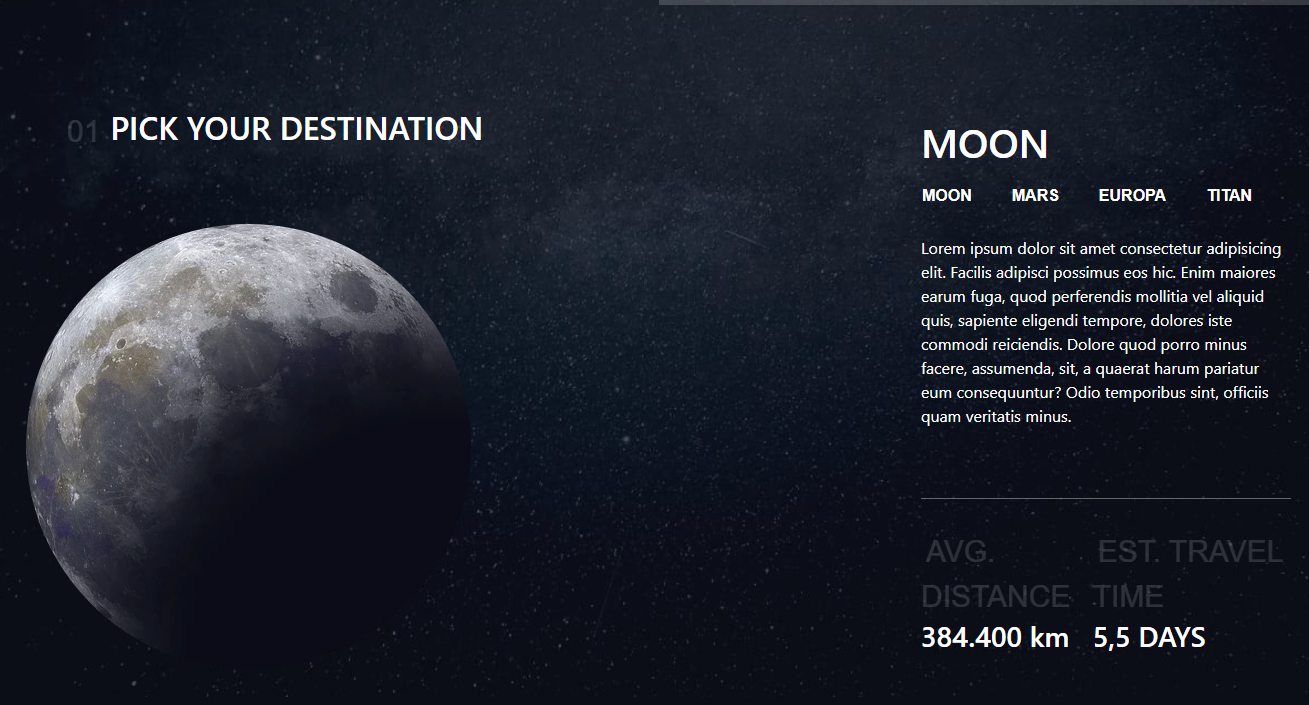 01 PICK YOUR DESTINATION
MOON
MOON MARS EUROPA TITAN
Lorem ipsum dolor sit amet consectetur adipisicing
elit. Facilis adipisci possimus eos hic. Enim maiores
earum fuga, quod perferendis mollitia vel aliquid
quis, sapiente eligendi tempore, dolores iste
commodi reiciendis. Dolore quod porro minus
facere, assumenda, sit, a quaerat harum pariatur
eum consequuntur? Odio temporibus sint, officiis
quam veritatis minus.
AVG. EST. TRAVEL
DISTANCE TIME
384.400 km 5,5 DAYS